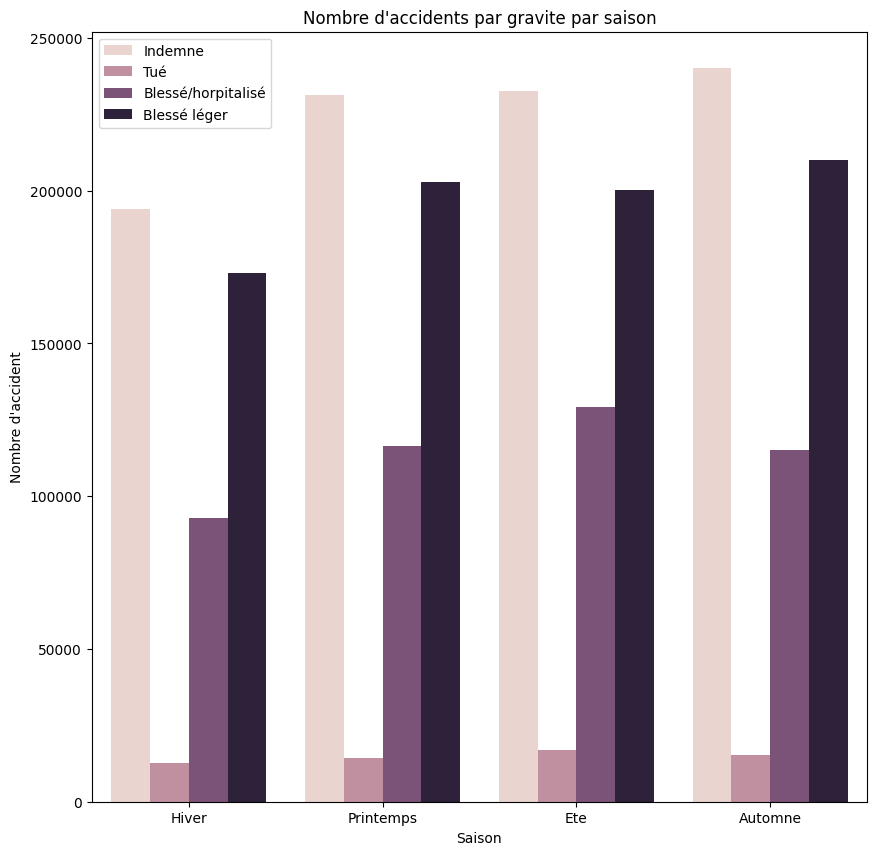 Nombre d'accidents par gravite par saison
Indemne
Tué
Blessé/horpitalisé
Blessé léger
250000
200000
150000
100000
50000
0
Nombre d'accident
Hiver
Printemps
Ete
Automne
Saison